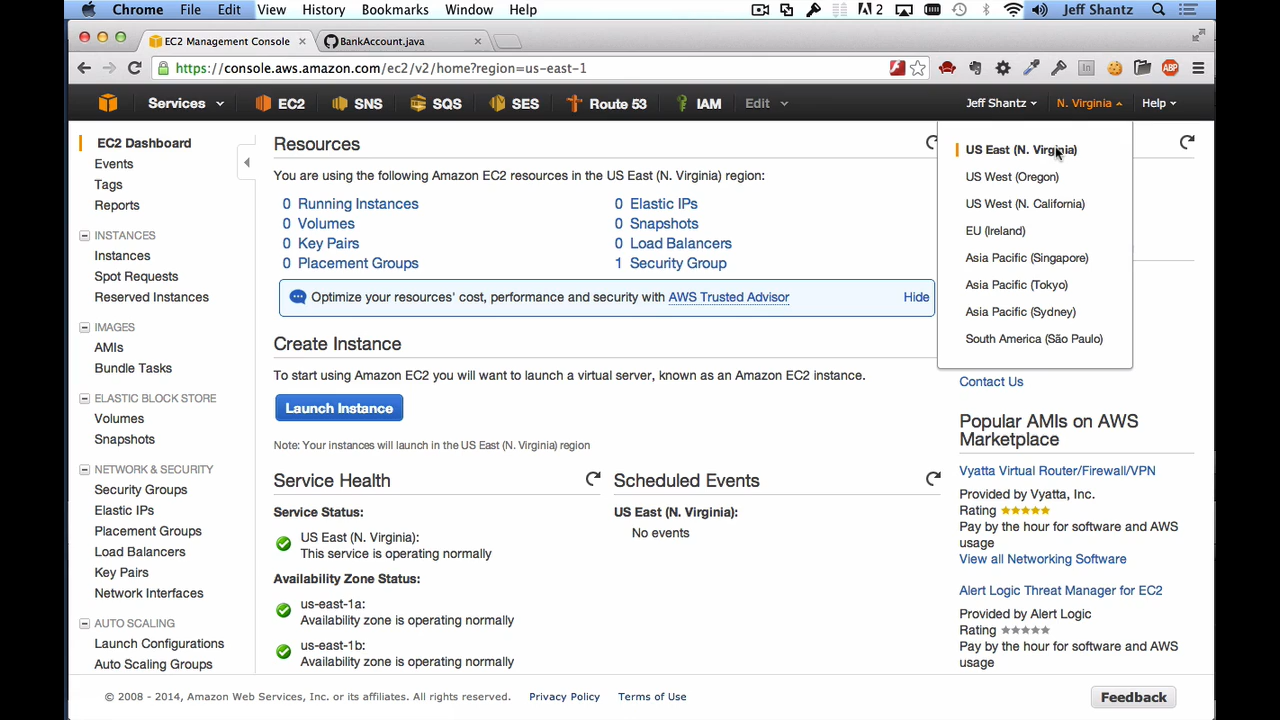 Chrome File Edit View History Bookmarks Window Help 2 Jeff Shantz
EC2 Management Console BankAccount.java
https://console.aws.amazon.com/ec2/v2/home?region=us-east-1 in ABP
Services EC2 SNS SQS SES Route 53 IAM Edit Jeff Shantz N. Virginia Help
US East (N. Virginia)
US West (Oregon)
US West (N. California)
EU (Ireland)
Asia Pacific (Singapore)
Asia Pacific (Tokyo)
Asia Pacific (Sydney)
South America (São Paulo)
EC2 Dashboard
Events
Tags
Reports
INSTANCES
Instances
Spot Requests
Reserved Instances
IMAGES
AMIs
Bundle Tasks
ELASTIC BLOCK STORE
Volumes
Snapshots
NETWORK & SECURITY
Security Groups
Elastic IPs
Placement Groups
Load Balancers
Key Pairs
Network Interfaces
AUTO SCALING
Launch Configurations
Auto Scaling Groups
Resources
You are using the following Amazon EC2 resources in the US East (N. Virginia) region:
0 Running Instances 0 Elastic IPs
0 Volumes 0 Snapshots
0 Key Pairs 0 Load Balancers
0 Placement Groups 1 Security Group
Optimize your resources' cost, performance and security with AWS Trusted Advisor Hide
Create Instance
To start using Amazon EC2 you will want to launch a virtual server, known as an Amazon EC2 instance.
Launch Instance
Note: Your instances will launch in the US East (N. Virginia) region
Service Health
Service Status:
US East (N. Virginia):
This service is operating normally
Availability Zone Status:
us-east-1a:
Availability zone is operating normally
us-east-1b:
Availability zone is operating normally
Scheduled Events
US East (N. Virginia):
No events
Contact Us
Popular AMIs on AWS
Marketplace
Vyatta Virtual Router/Firewall/VPN
Provided by Vyatta, Inc.
Rating
Pay by the hour for software and AWS
usage
View all Networking Software
Alert Logic Threat Manager for EC2
Provided by Alert Logic
Rating
Pay by the hour for software and AWS
usage
© 2008 - 2014, Amazon Web Services, Inc. or its affiliates. All rights reserved. Privacy Policy Terms of Use Feedback